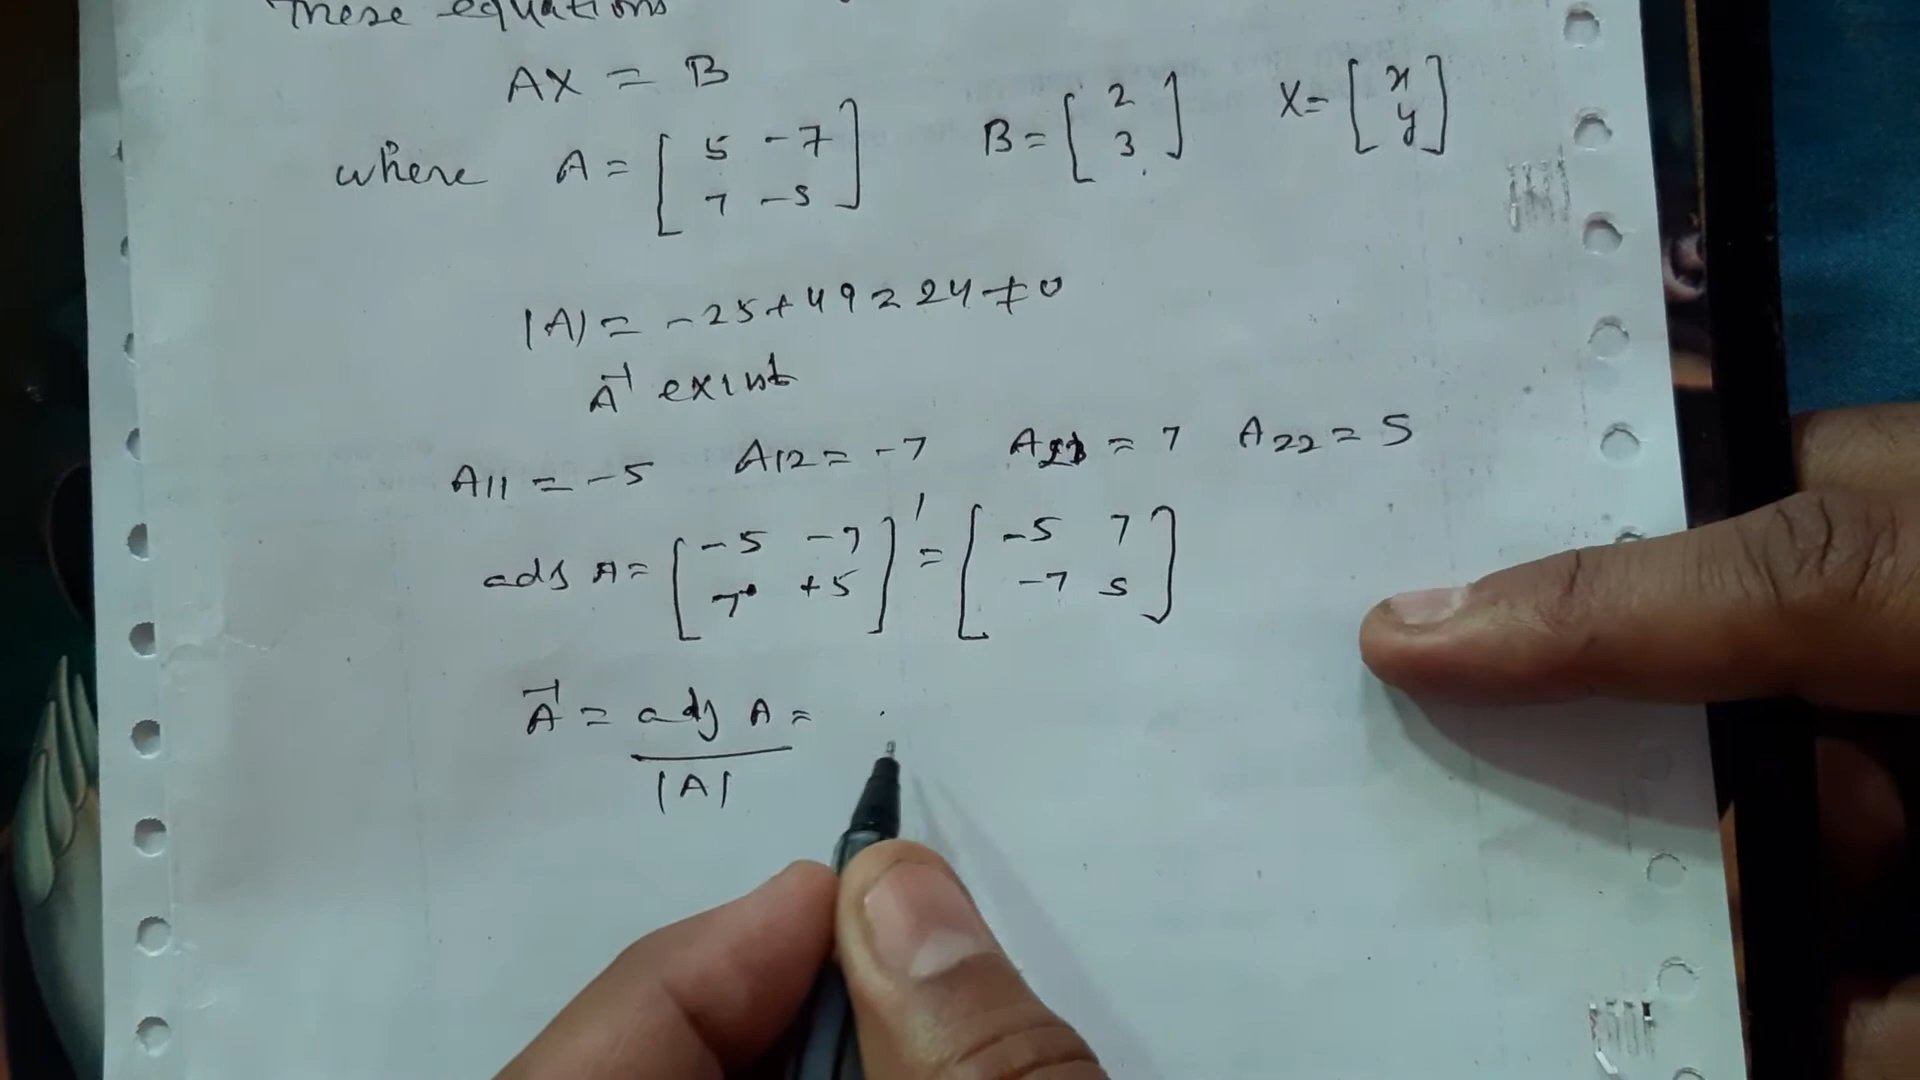 These equations
AX = B
where A = [ 5 -7 7 -5 ] B = [ 2 3 ] X = [ x y ]
|A| = -25+49 = 24 ≠ 0
A⁻¹ exist
A11 = -5 A12 = -7 A21 = 7 A22 = 5
adj A = [ -5 -7 7 +5 ]' = [ -5 7 -7 5 ]
A⁻¹ = adj A =
|A|